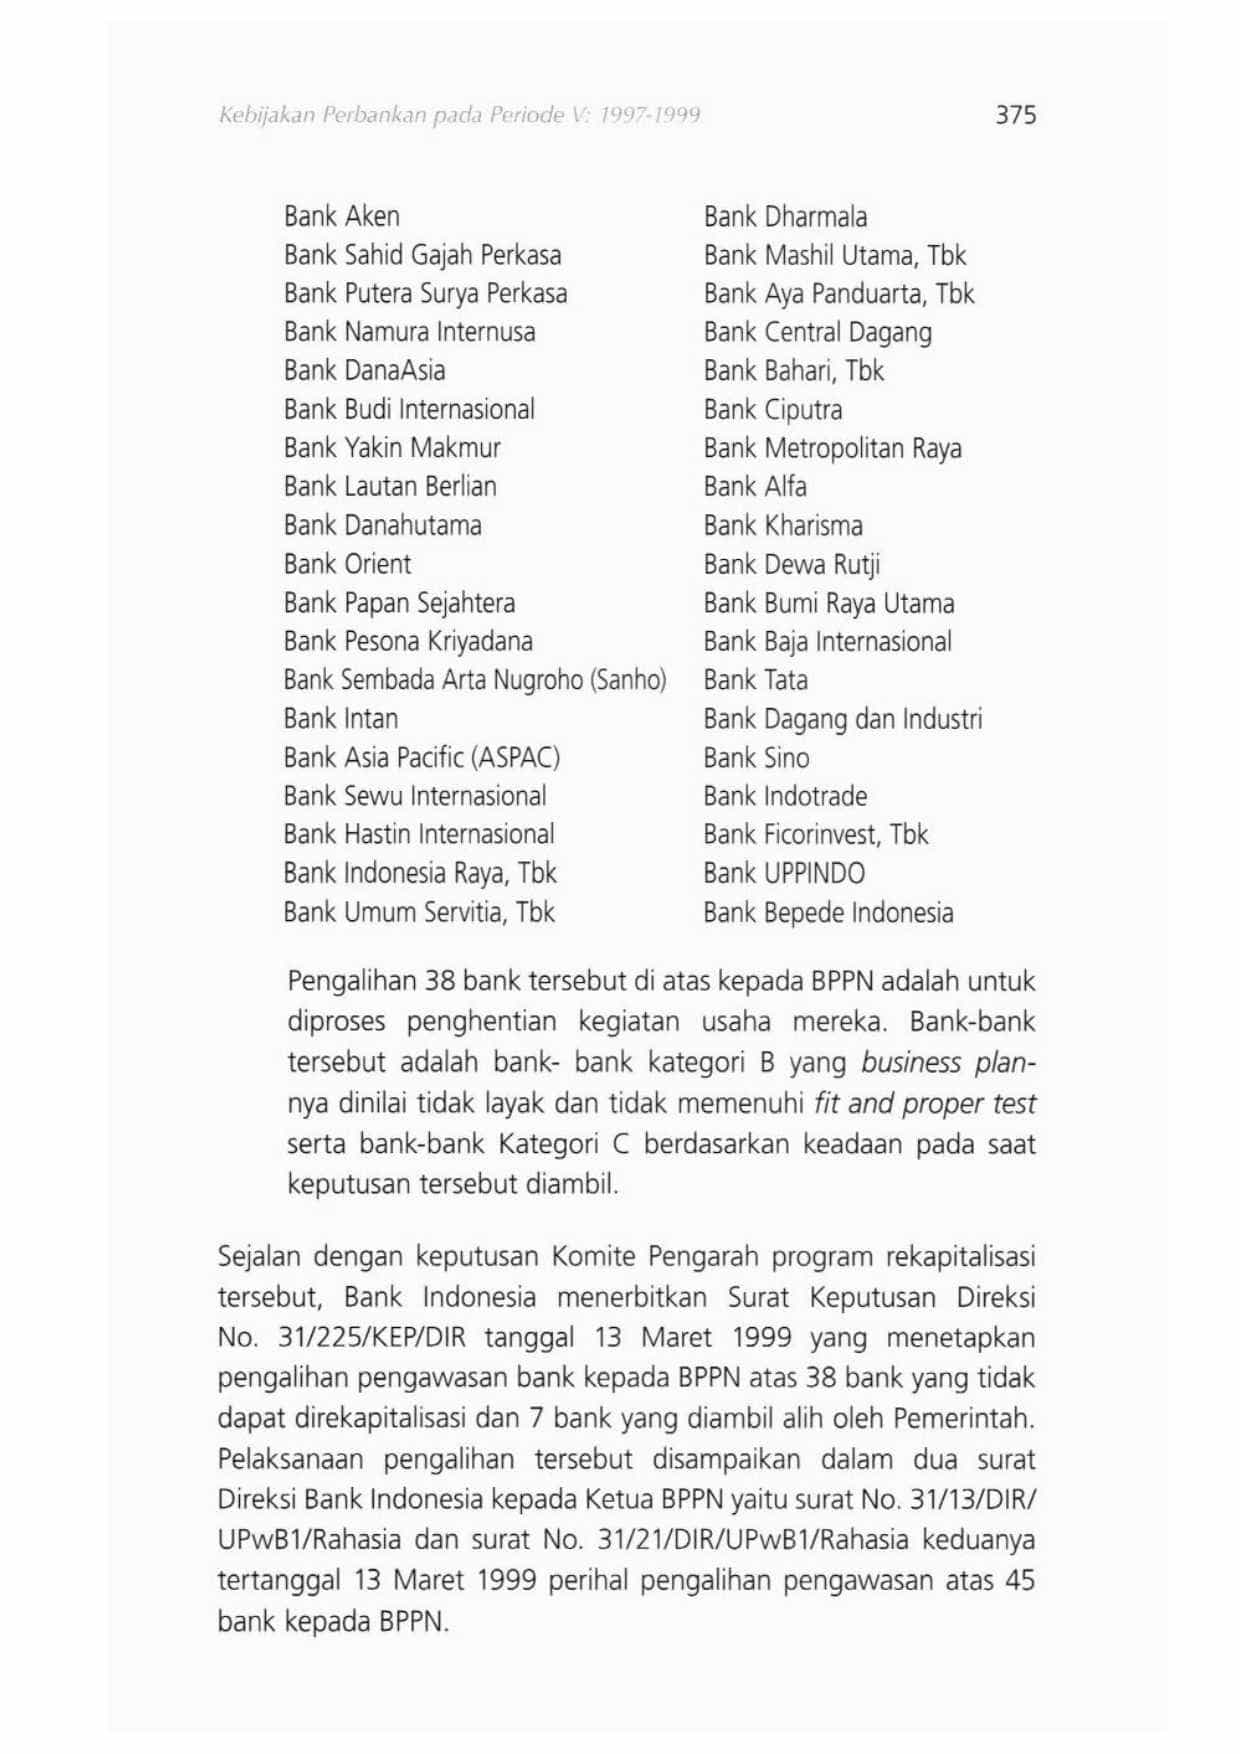 Kebijakan Perbankan pada Periode V: 1997-1999 375
Bank Aken Bank Dharmala
Bank Sahid Gajah Perkasa Bank Mashil Utama, Tbk
Bank Putera Surya Perkasa Bank Aya Panduarta, Tbk
Bank Namura Internusa Bank Central Dagang
Bank DanaAsia Bank Bahari, Tbk
Bank Budi Internasional Bank Ciputra
Bank Yakin Makmur Bank Metropolitan Raya
Bank Lautan Berlian Bank Alfa
Bank Danahutama Bank Kharisma
Bank Orient Bank Dewa Rutji
Bank Papan Sejahtera Bank Bumi Raya Utama
Bank Pesona Kriyadana Bank Baja Internasional
Bank Sembada Arta Nugroho (Sanho) Bank Tata
Bank Intan Bank Dagang dan Industri
Bank Asia Pacific (ASPAC) Bank Sino
Bank Sewu Internasional Bank Indotrade
Bank Hastin Internasional Bank Ficorinvest, Tbk
Bank Indonesia Raya, Tbk Bank UPPINDO
Bank Umum Servitia, Tbk Bank Bepede Indonesia
Pengalihan 38 bank tersebut di atas kepada BPPN adalah untuk
diproses penghentian kegiatan usaha mereka. Bank-bank
tersebut adalah bank- bank kategori B yang business plan-
nya dinilai tidak layak dan tidak memenuhi fit and proper test
serta bank-bank Kategori C berdasarkan keadaan pada saat
keputusan tersebut diambil.
Sejalan dengan keputusan Komite Pengarah program rekapitalisasi
tersebut, Bank Indonesia menerbitkan Surat Keputusan Direksi
No. 31/225/KEP/DIR tanggal 13 Maret 1999 yang menetapkan
pengalihan pengawasan bank kepada BPPN atas 38 bank yang tidak
dapat direkapitalisasi dan 7 bank yang diambil alih oleh Pemerintah.
Pelaksanaan pengalihan tersebut disampaikan dalam dua surat
Direksi Bank Indonesia kepada Ketua BPPN yaitu surat No. 31/13/DIR/
UPwB1/Rahasia dan surat No. 31/21/DIR/UPwB1/Rahasia keduanya
tertanggal 13 Maret 1999 perihal pengalihan pengawasan atas 45
bank kepada BPPN.